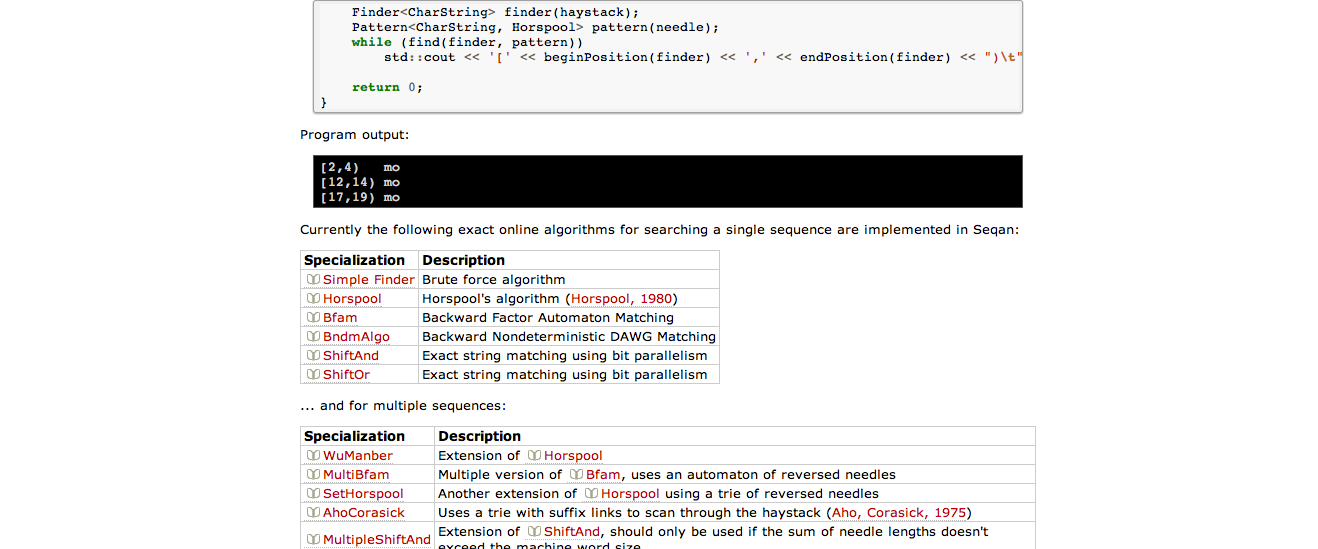 Finder<CharString> finder(haystack);
Pattern<CharString, Horspool> pattern(needle);
while (find(finder, pattern))
std::cout << '[' << beginPosition(finder) << ',' << endPosition(finder) << ")\t"
return 0;
}
Program output:
[2,4) mo
[12,14) mo
[17,19) mo
Currently the following exact online algorithms for searching a single sequence are implemented in Seqan:
Specialization Description
Simple Finder Brute force algorithm
Horspool Horspool's algorithm (Horspool, 1980)
Bfam Backward Factor Automaton Matching
BndmAlgo Backward Nondeterministic DAWG Matching
ShiftAnd Exact string matching using bit parallelism
ShiftOr Exact string matching using bit parallelism
... and for multiple sequences:
Specialization Description
WuManber Extension of Horspool
MultiBfam Multiple version of Bfam, uses an automaton of reversed needles
SetHorspool Another extension of Horspool using a trie of reversed needles
AhoCorasick Uses a trie with suffix links to scan through the haystack (Aho, Corasick, 1975)
MultipleShiftAnd Extension of ShiftAnd, should only be used if the sum of needle lengths doesn't
exceed the machine word size